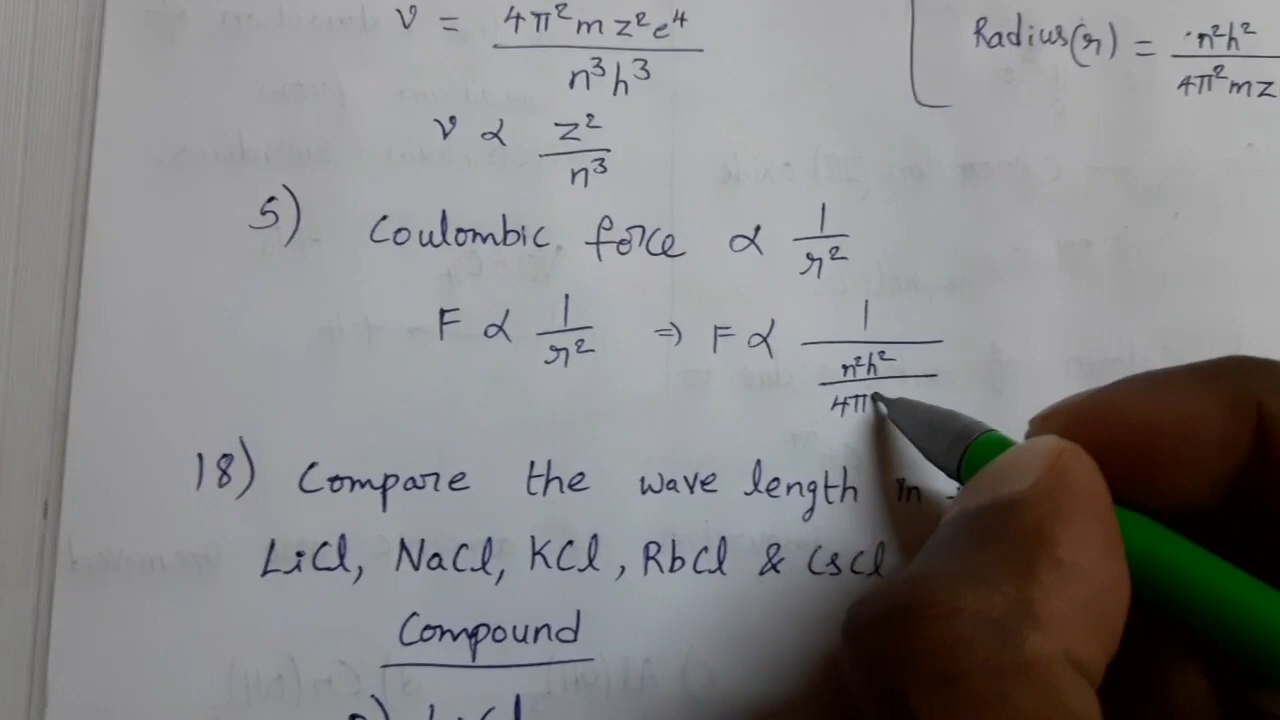 ν = 4π²mz²e⁴ / n³h³
Radius(r) = n²h² / 4π²mz
ν ∝ z² / n³
5) Coulombic force ∝ 1 / r²
F ∝ 1 / r² ⇒ F ∝ 1 / (n²h² / 4π
18) Compare the wave length in
LiCl, NaCl, KCl, RbCl & CsCl
Compound